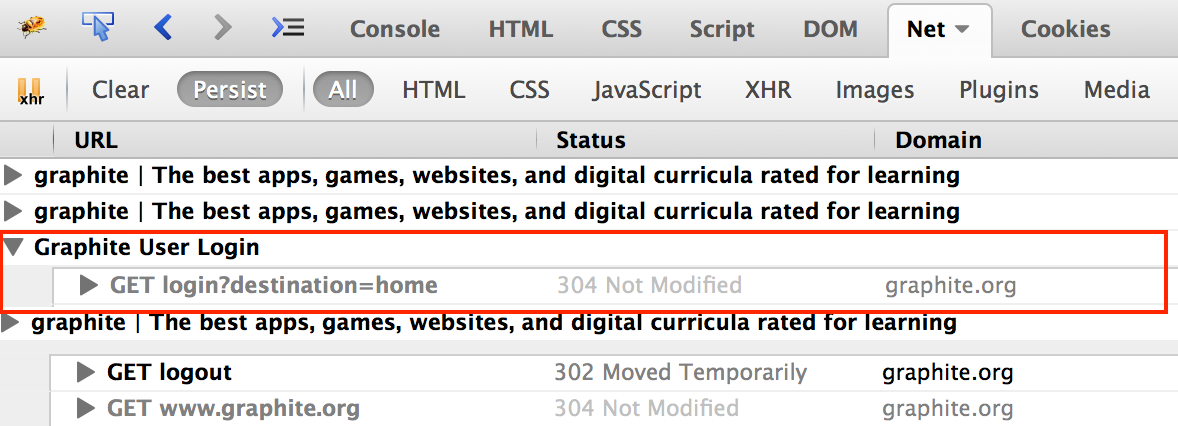 Console HTML CSS Script DOM Net Cookies
xhr Clear Persist All HTML CSS JavaScript XHR Images Plugins Media
URL Status Domain
graphite | The best apps, games, websites, and digital curricula rated for learning
graphite | The best apps, games, websites, and digital curricula rated for learning
Graphite User Login
GET login?destination=home 304 Not Modified graphite.org
graphite | The best apps, games, websites, and digital curricula rated for learning
GET logout 302 Moved Temporarily graphite.org
GET www.graphite.org 304 Not Modified graphite.org